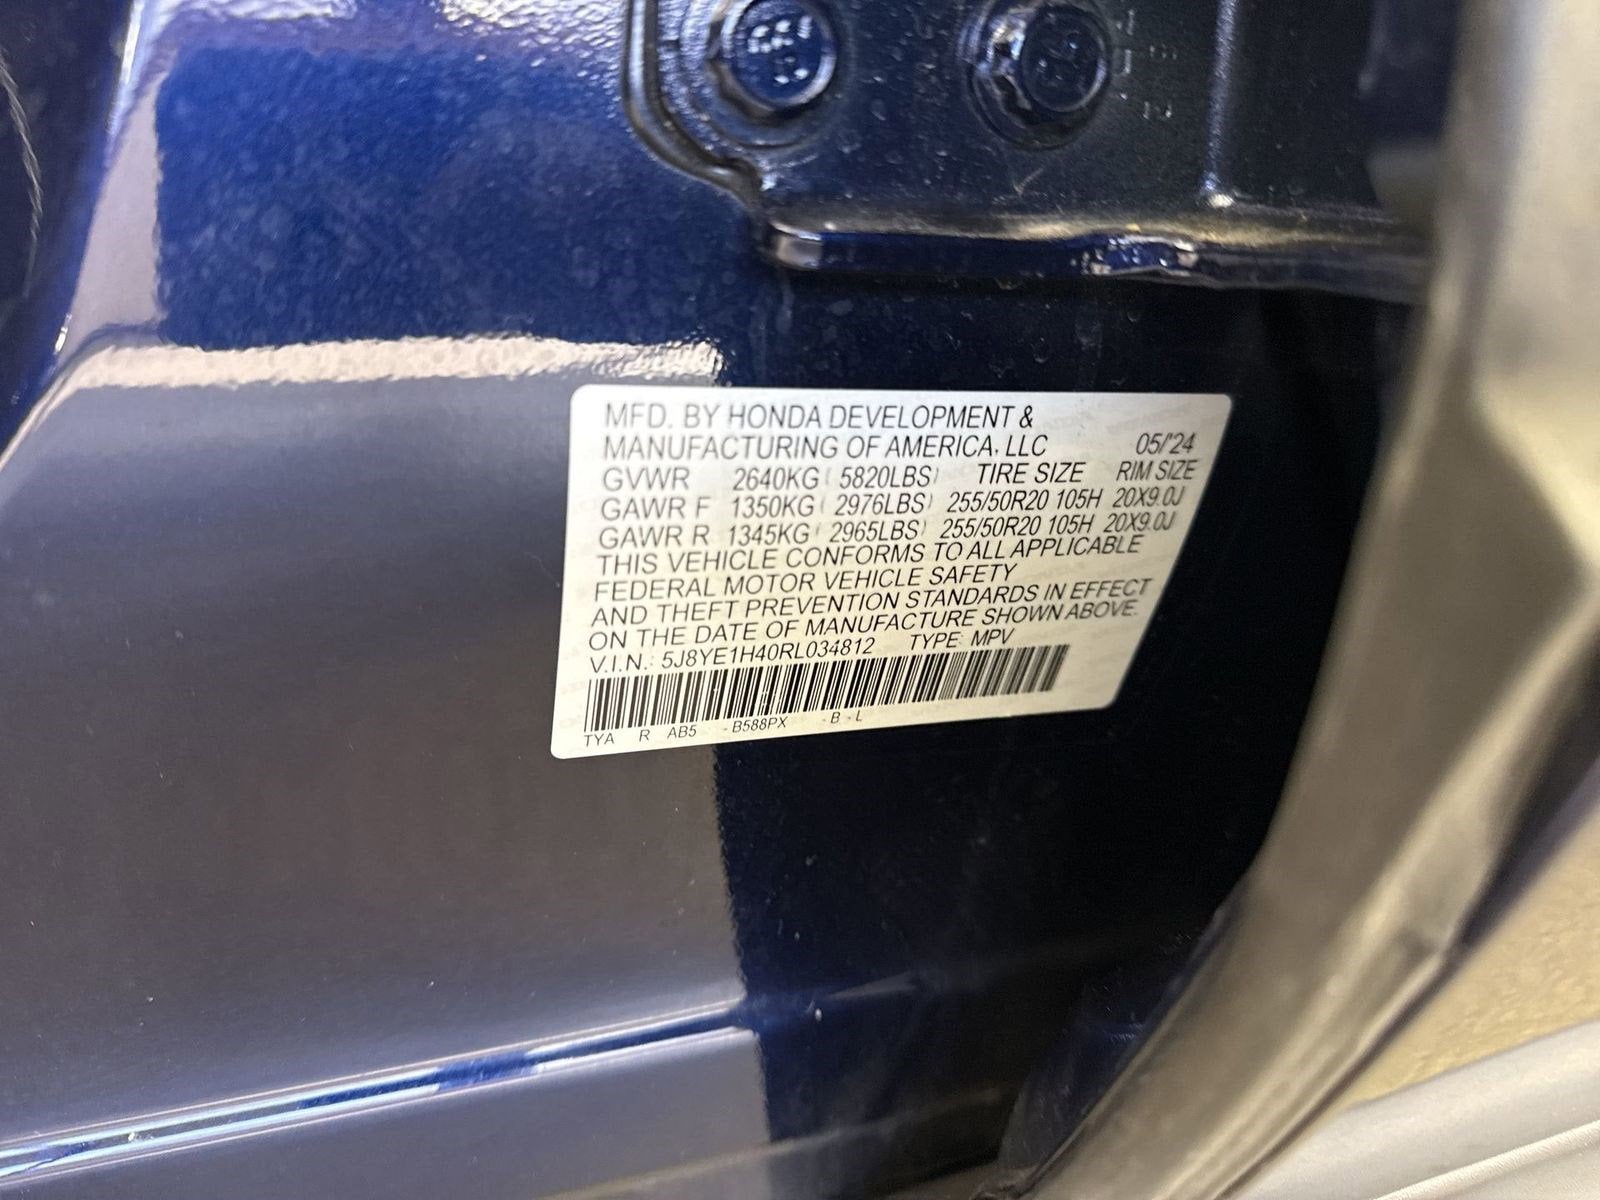 MFD. BY HONDA DEVELOPMENT &
MANUFACTURING OF AMERICA, LLC 05/'24
GVWR 2640KG ( 5820LBS) TIRE SIZE RIM SIZE
GAWR F 1350KG ( 2976LBS) 255/50R20 105H 20X9.0J
GAWR R 1345KG ( 2965LBS) 255/50R20 105H 20X9.0J
THIS VEHICLE CONFORMS TO ALL APPLICABLE
FEDERAL MOTOR VEHICLE SAFETY
AND THEFT PREVENTION STANDARDS IN EFFECT
ON THE DATE OF MANUFACTURE SHOWN ABOVE.
V.I.N.: 5J8YE1H40RL034812 TYPE: MPV
TYA R AB5 -B588PX -B-L